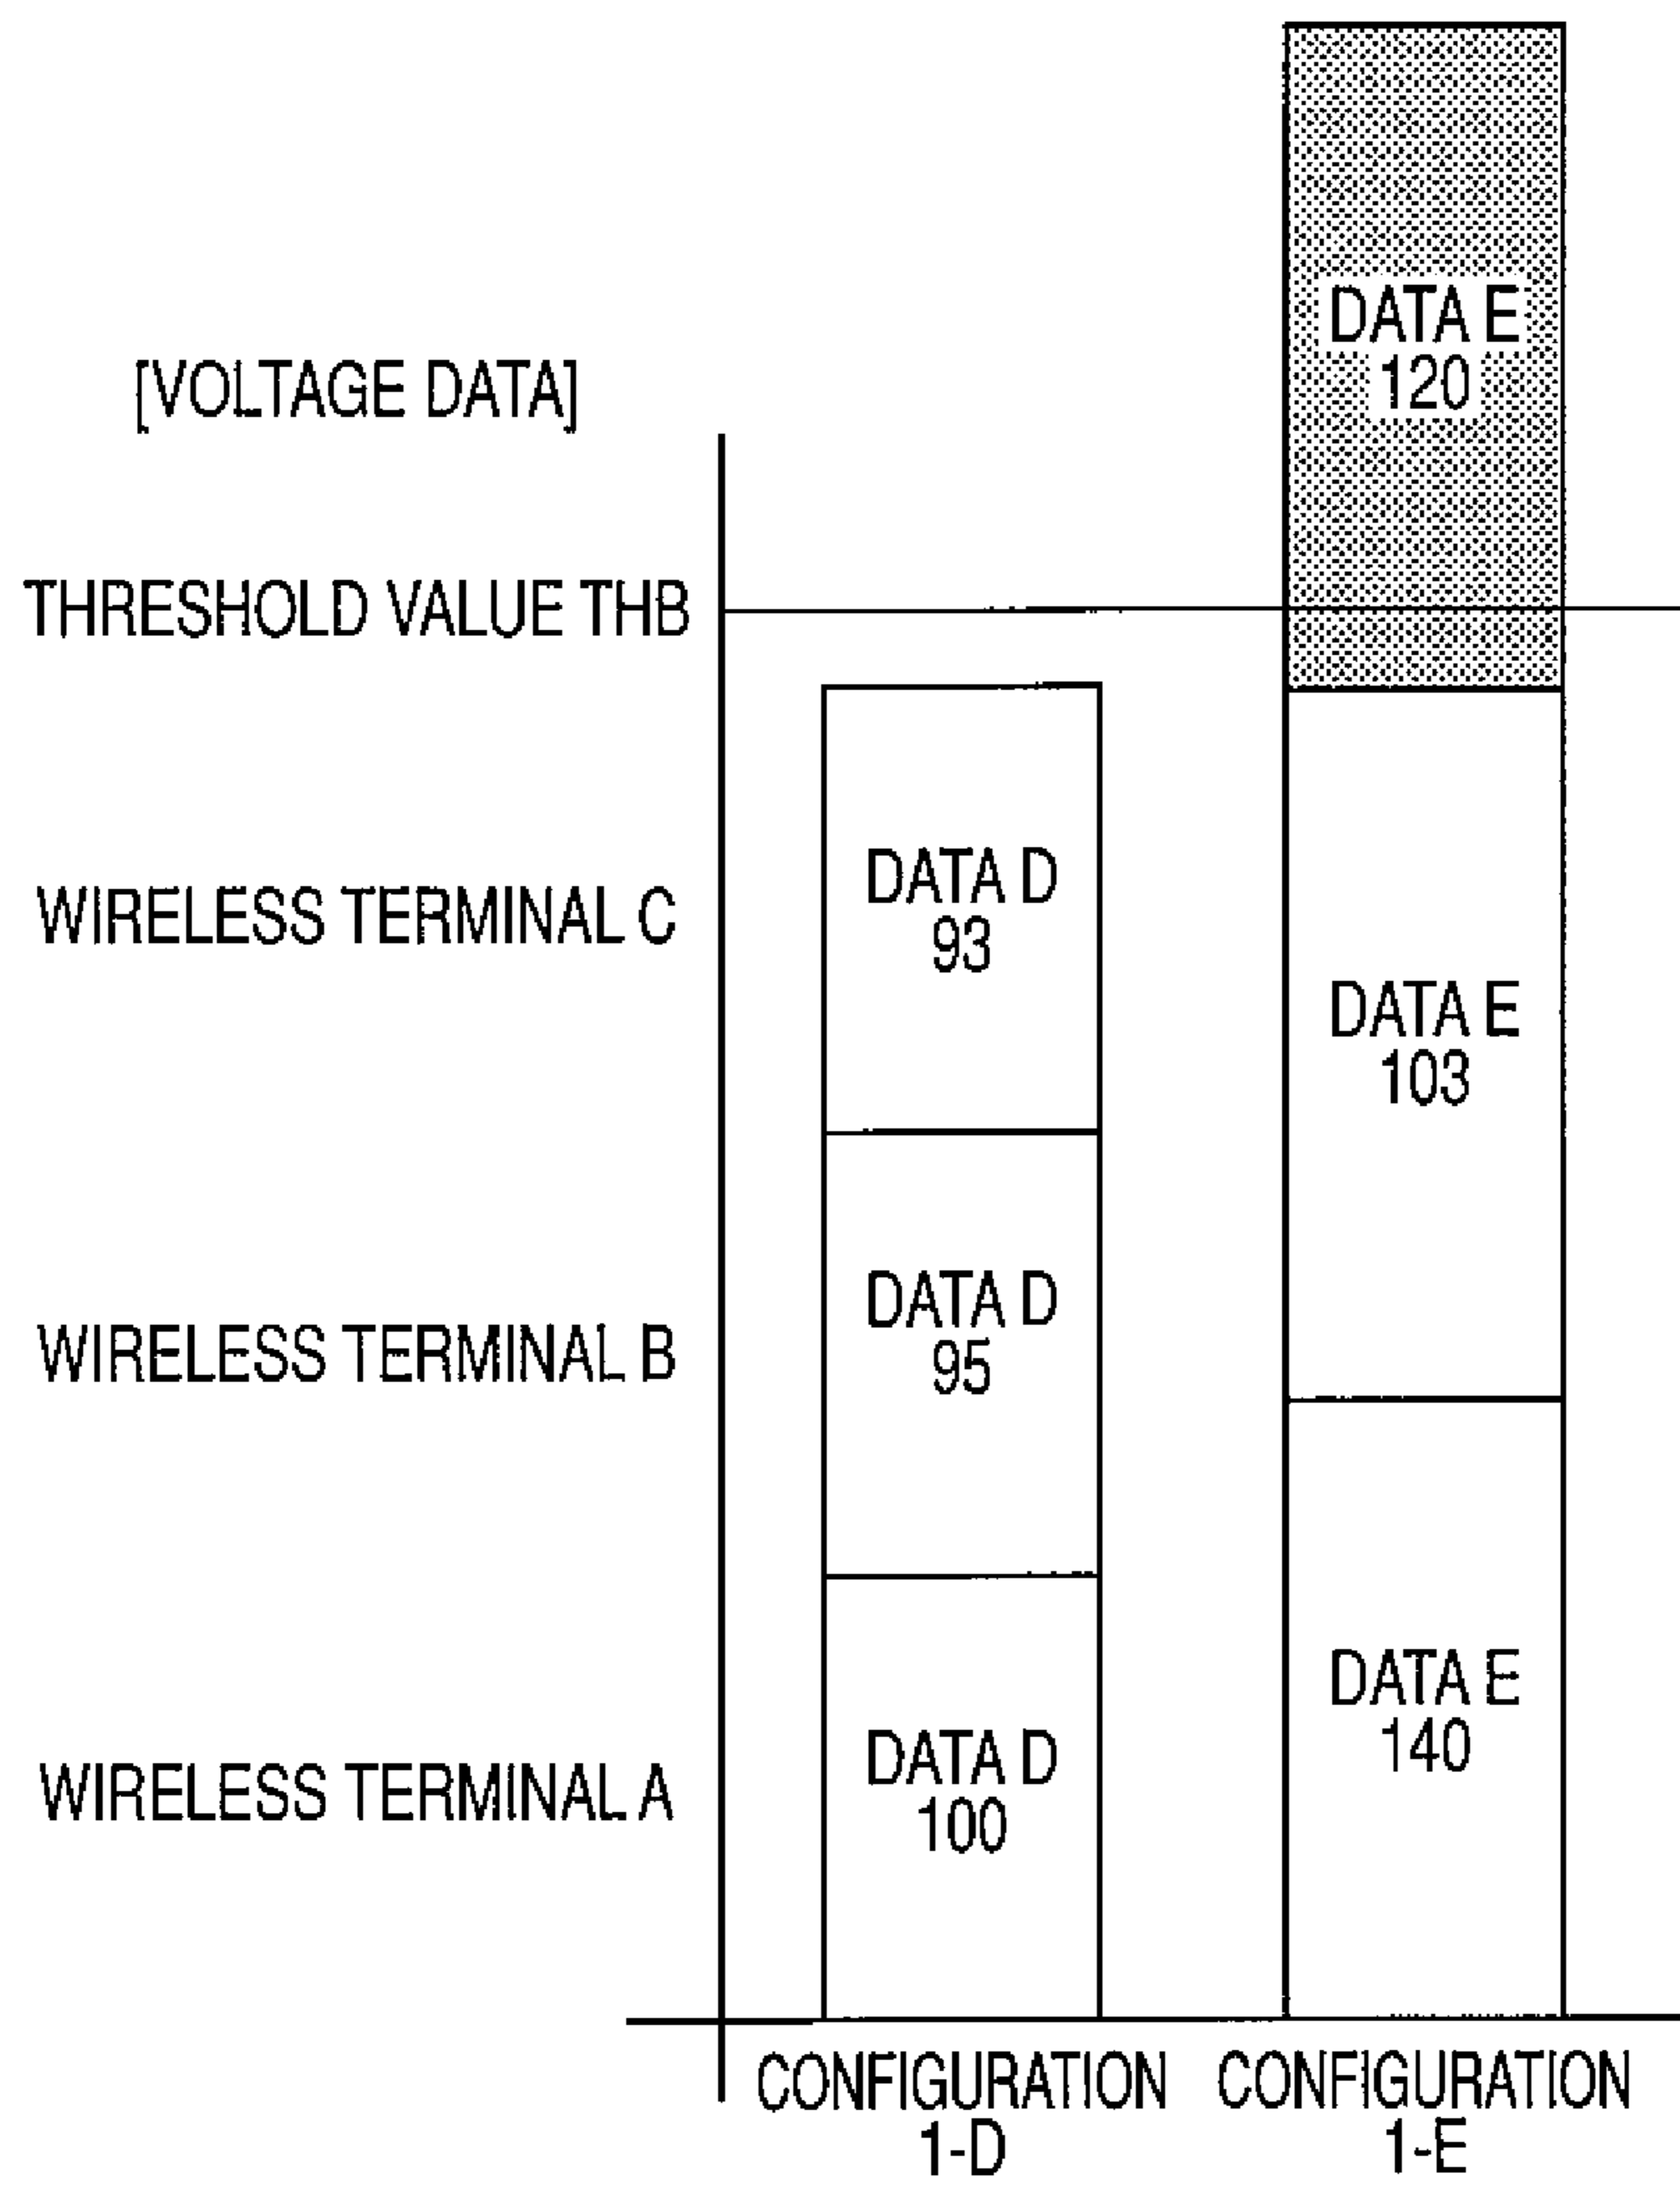 DATA E
120
[VOLTAGE DATA]
THRESHOLD VALUE THB
WIRELESS TERMINAL C
DATA D
93
DATA E
103
WIRELESS TERMINAL B
DATA D
95
WIRELESS TERMINAL A
DATA D
100
DATA E
140
CONFIGURATION
1-D
CONFIGURATION
1-E